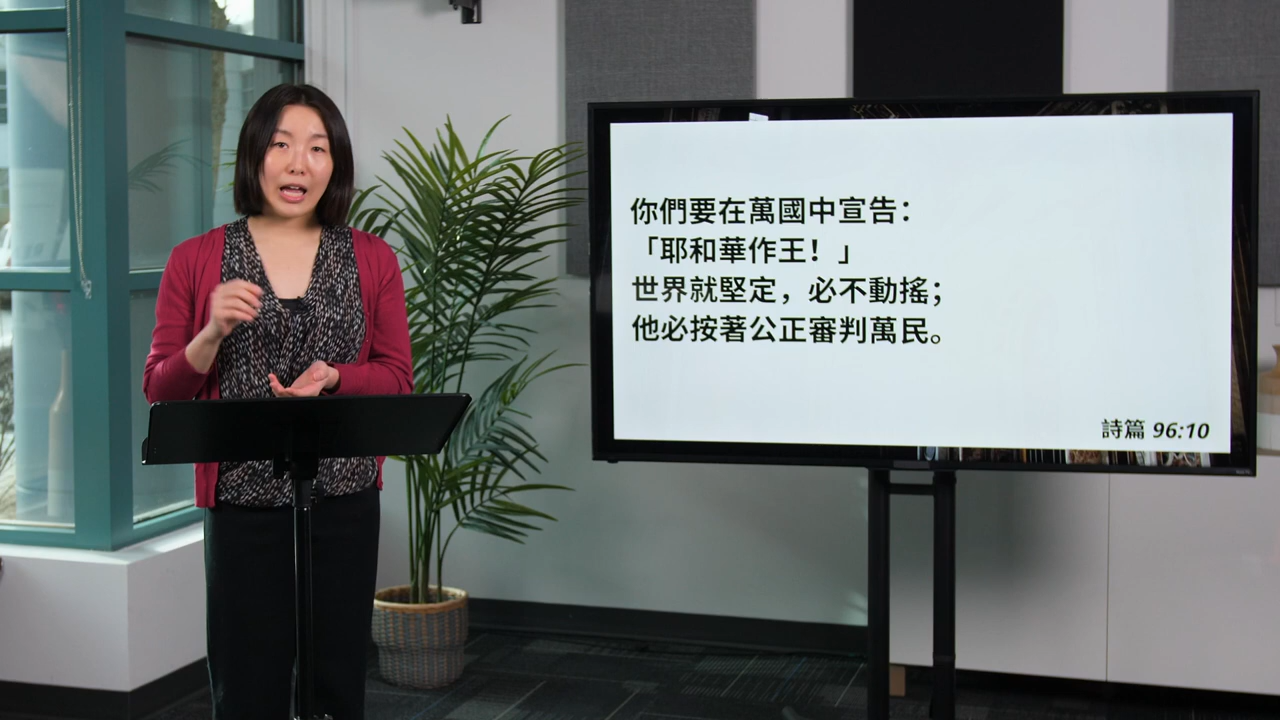 你們要在萬國中宣告：
「耶和華作王！」
世界就堅定，必不動搖；
他必按著公正審判萬民。
詩篇 96:10